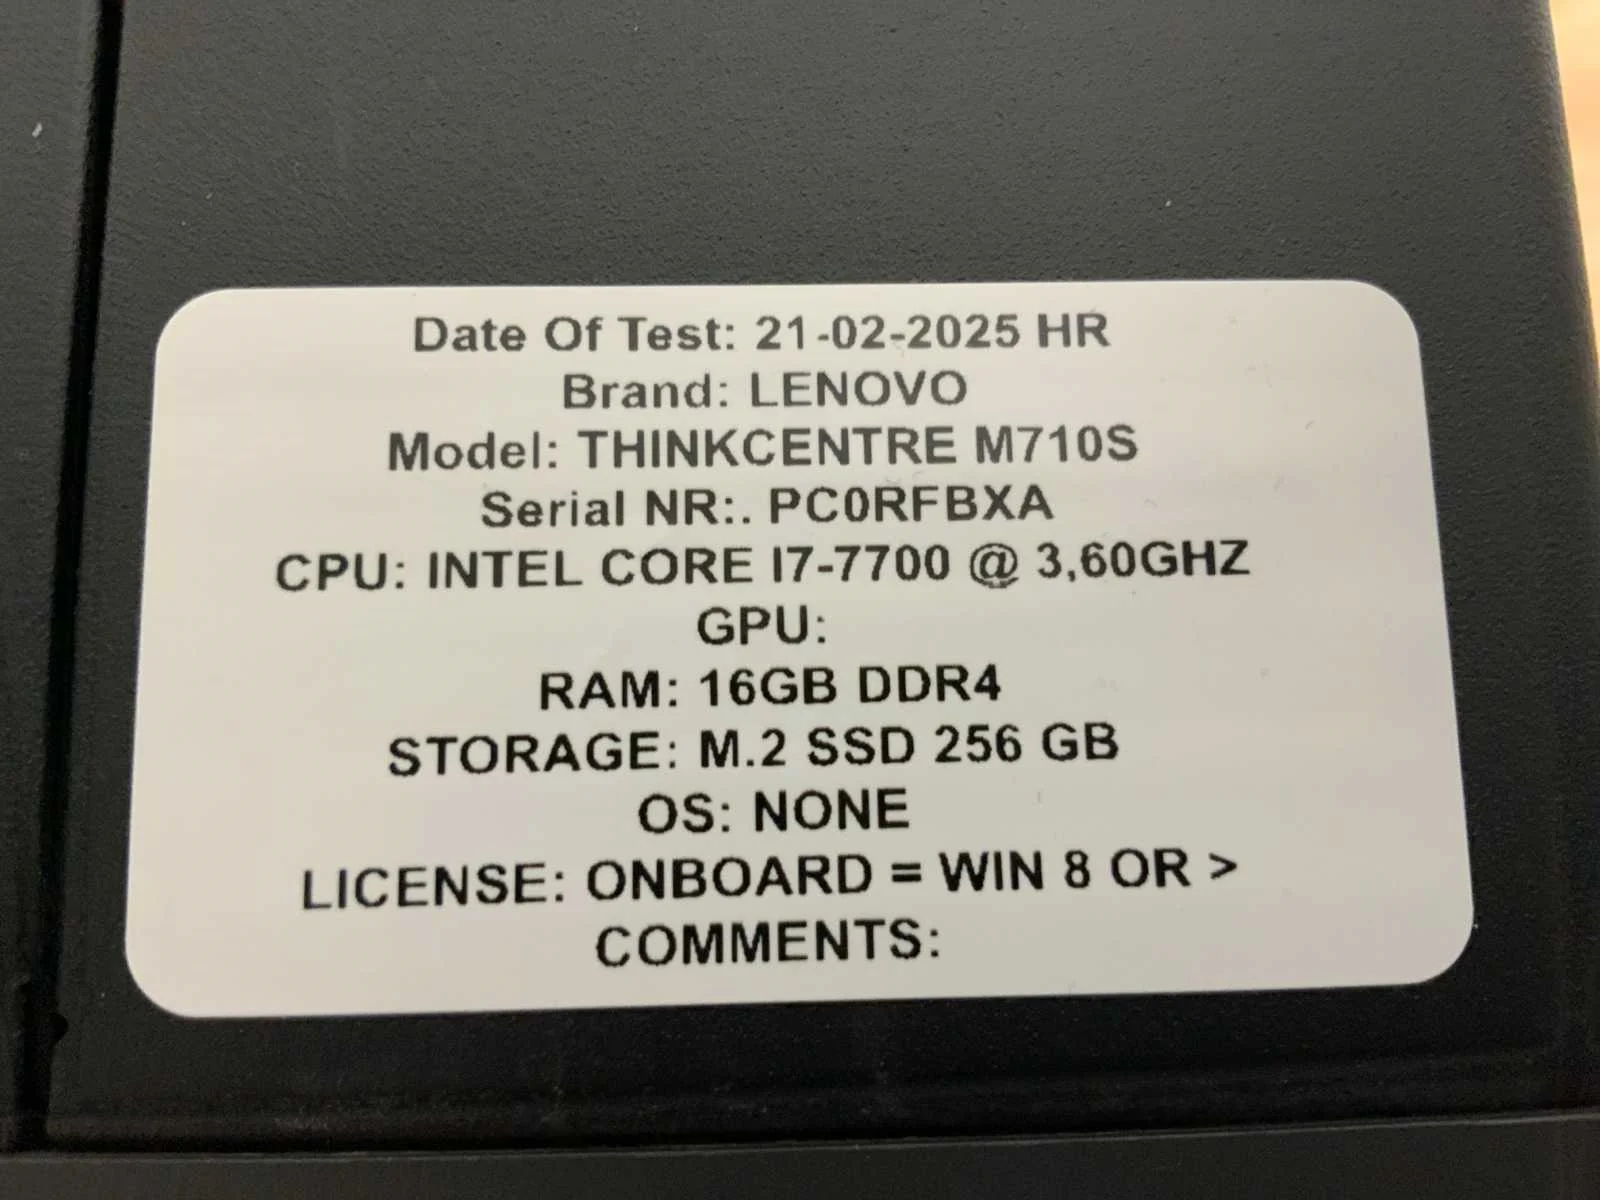 Date Of Test: 21-02-2025 HR
Brand: LENOVO
Model: THINKCENTRE M710S
Serial NR:. PC0RFBXA
CPU: INTEL CORE I7-7700 @ 3,60GHZ
GPU:
RAM: 16GB DDR4
STORAGE: M.2 SSD 256 GB
OS: NONE
LICENSE: ONBOARD = WIN 8 OR >
COMMENTS: